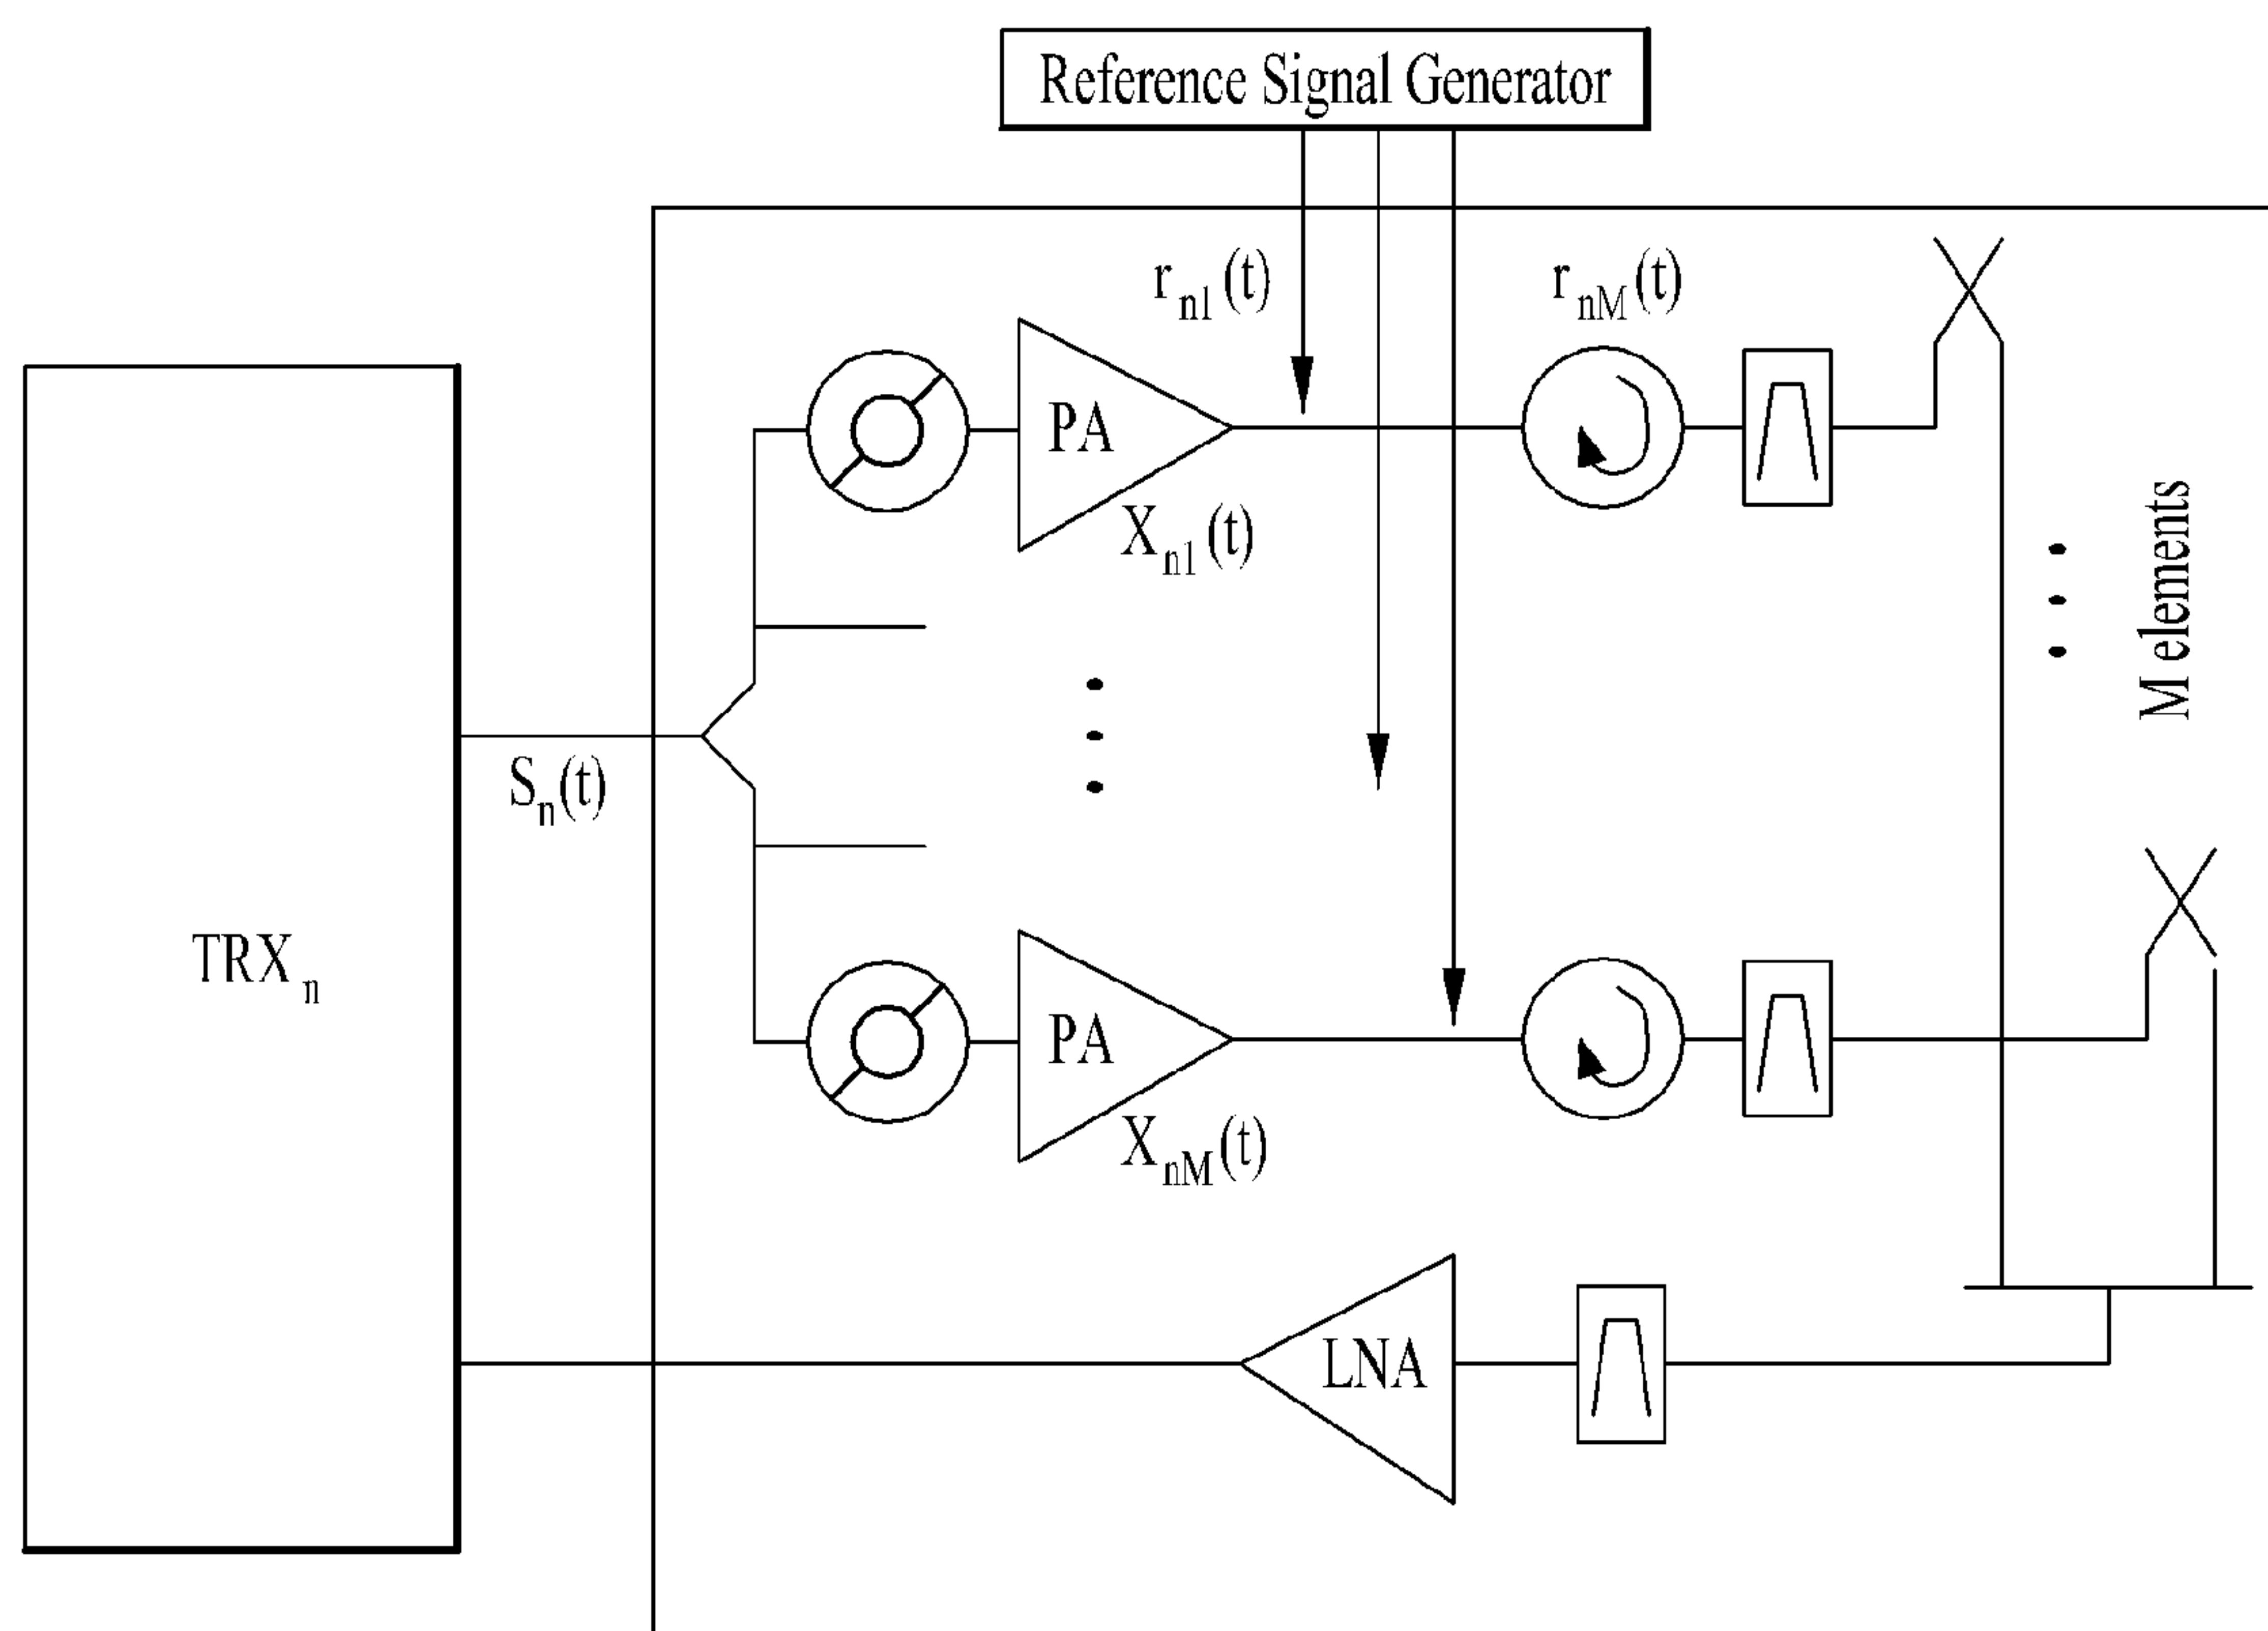 Reference Signal Generator
r_n1(t)
r_nM(t)
PA
X_n1(t)
M elements
S_n(t)
TRX_n
PA
X_nM(t)
LNA